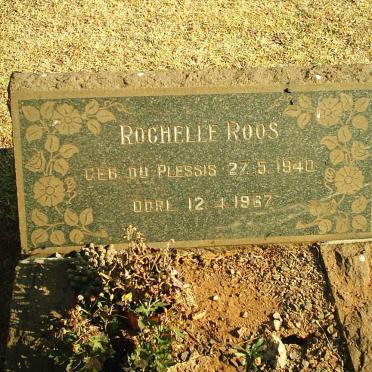 ROCHELLE ROOS
GEB. DU PLESSIS 27.5.1940
OORL. 12.4.1967